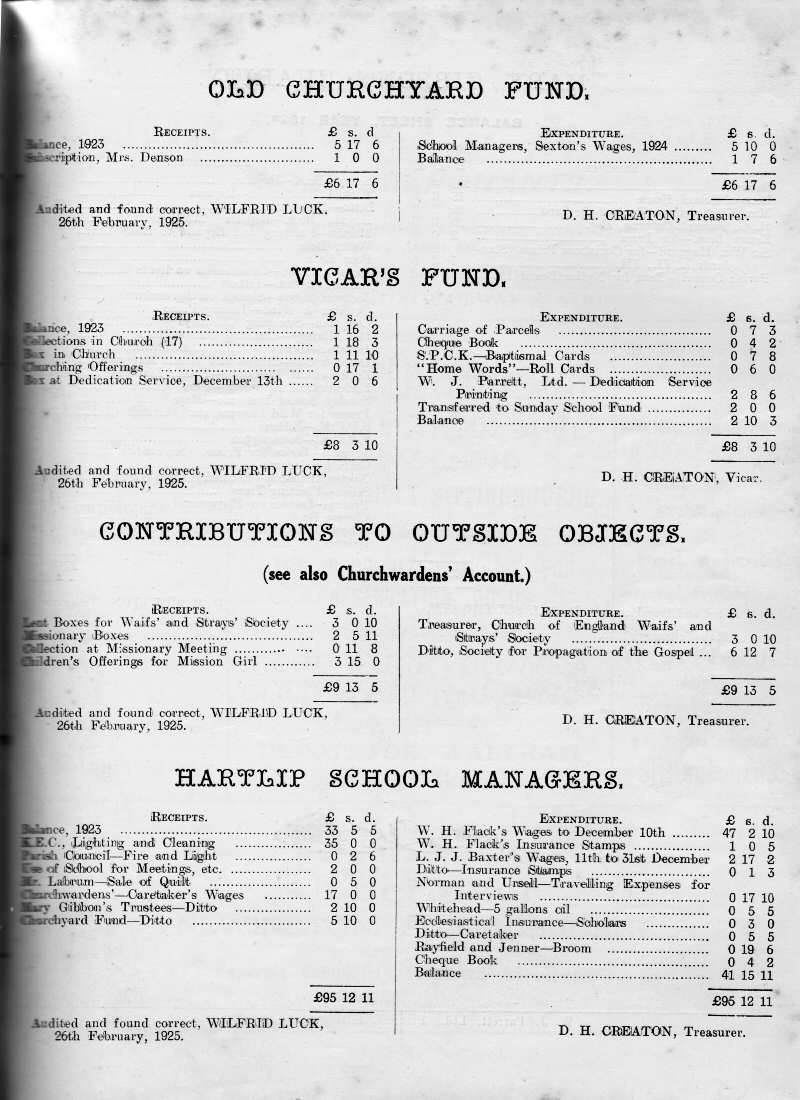 OLD CHURCHYARD FUND.
RECEIPTS. £ s. d
Balance, 1923 .......... 5 17 6
Subscription, Mrs. Denson .......... 1 0 0
£6 17 6
Audited and found correct, WILFRID LUCK,
26th February, 1925.
EXPENDITURE. £ s. d.
School Managers, Sexton's Wages, 1924 ......... 5 10 0
Balance .......... 1 7 6
£6 17 6
D. H. CREATON, Treasurer.
VICAR'S FUND.
RECEIPTS. £ s. d.
Balance, 1923 .......... 1 16 2
Collections in Church (17) .......... 1 18 3
Box in Church .......... 1 11 10
Churching Offerings .......... 0 17 1
Box at Dedication Service, December 13th ...... 2 0 6
£8 3 10
Audited and found correct, WILFRID LUCK,
26th February, 1925.
EXPENDITURE. £ s. d.
Carriage of Parcels .......... 0 7 3
Cheque Book .......... 0 4 2
S.P.C.K.—Baptismal Cards .......... 0 7 8
"Home Words"—Roll Cards .......... 0 6 0
W. J. Parrett, Ltd. — Dedication Service
Printing .......... 2 8 6
Transferred to Sunday School Fund .......... 2 0 0
Balance .......... 2 10 3
£8 3 10
D. H. CREATON, Vicar.
CONTRIBUTIONS TO OUTSIDE OBJECTS.
(see also Churchwardens' Account.)
RECEIPTS. £ s. d.
Lent Boxes for Waifs' and Strays' Society .... 3 0 10
Missionary Boxes .......... 2 5 11
Collection at Missionary Meeting .......... 0 11 8
Children's Offerings for Mission Girl .......... 3 15 0
£9 13 5
Audited and found correct, WILFRID LUCK,
26th February, 1925.
EXPENDITURE. £ s. d.
Treasurer, Church of England Waifs' and
Strays' Society .......... 3 0 10
Ditto, Society for Propagation of the Gospel ... 6 12 7
£9 13 5
D. H. CREATON, Treasurer.
HARTLIP SCHOOL MANAGERS.
RECEIPTS. £ s. d.
Balance, 1923 .......... 33 5 5
K.E.C., Lighting and Cleaning .......... 35 0 0
Parish Council—Fire and Light .......... 0 2 6
Use of School for Meetings, etc. .......... 2 0 0
Mr. Labrum—Sale of Quilt .......... 0 5 0
Churchwardens'—Caretaker's Wages .......... 17 0 0
Mary Gibbon's Trustees—Ditto .......... 2 10 0
Churchyard Fund—Ditto .......... 5 10 0
£95 12 11
Audited and found correct, WILFRID LUCK,
26th February, 1925.
EXPENDITURE. £ s. d.
W. H. Flack's Wages to December 10th ......... 47 2 10
W. H. Flack's Insurance Stamps .......... 1 0 5
L. J. J. Baxter's Wages, 11th to 31st December 2 17 2
Ditto—Insurance Stamps .......... 0 1 3
Norman and Ursell—Travelling Expenses for
Interviews .......... 0 17 10
Whitehead—5 gallons oil .......... 0 5 5
Ecclesiastical Insurance—Scholars .......... 0 3 0
Ditto—Caretaker .......... 0 5 5
Rayfield and Jenner—Broom .......... 0 19 6
Cheque Book .......... 0 4 2
Balance .......... 41 15 11
£95 12 11
D. H. CREATON, Treasurer.